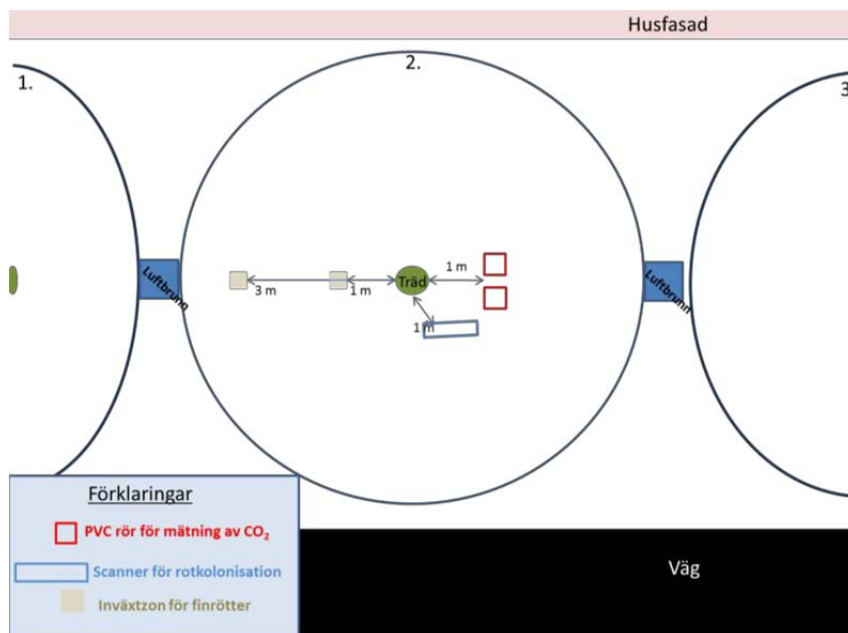 Husfasad
1.
2.
3
Luftbrunn
3 m
1 m
Träd
1 m
1 m
Luftbrunn
Förklaringar
PVC rör för mätning av CO₂
Scanner för rotkolonisation
Inväxtzon för finrötter
Väg